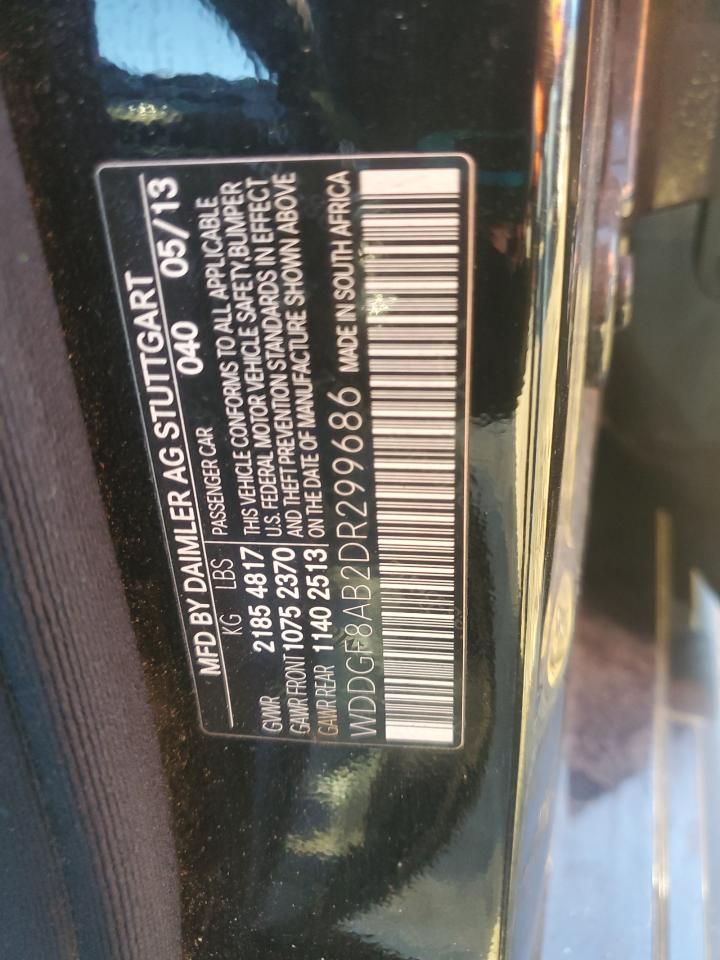 MFD BY DAIMLER AG STUTTGART
040 05/13
KG LBS PASSENGER CAR
GVWR 2185 4817 THIS VEHICLE CONFORMS TO ALL APPLICABLE
GAWR FRONT 1075 2370 U.S. FEDERAL MOTOR VEHICLE SAFETY,BUMPER
GAWR REAR 1140 2513 AND THEFT PREVENTION STANDARDS IN EFFECT
ON THE DATE OF MANUFACTURE SHOWN ABOVE
WDDGF8AB2DR299686 MADE IN SOUTH AFRICA